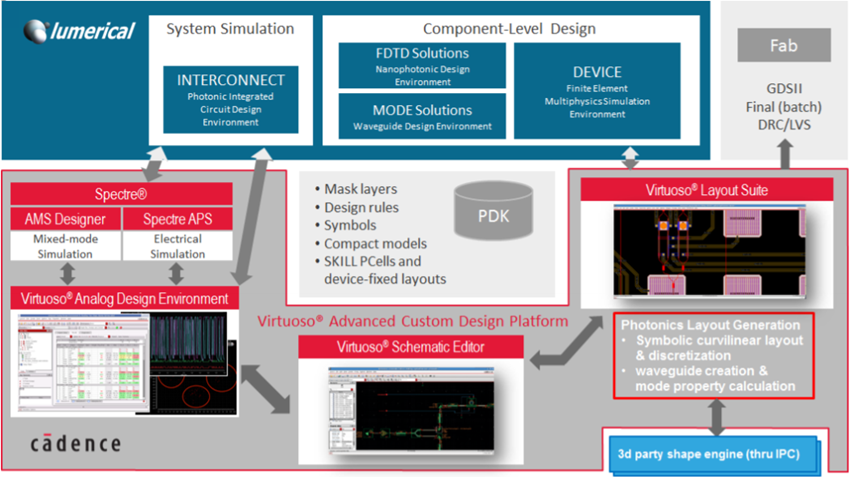 lumerical
System Simulation
INTERCONNECT
Photonic Integrated
Circuit Design
Environment
Component-Level Design
FDTD Solutions
Nanophotonic Design
Environment
MODE Solutions
Waveguide Design Environment
DEVICE
Finite Element
Multiphysics Simulation
Environment
Fab
GDSII
Final (batch)
DRC/LVS
Spectre®
AMS Designer
Spectre APS
Mixed-mode
Simulation
Electrical
Simulation
Virtuoso® Analog Design Environment
• Mask layers
• Design rules
• Symbols
• Compact models
• SKILL PCells and
device-fixed layouts
PDK
Virtuoso® Layout Suite
Virtuoso® Advanced Custom Design Platform
Virtuoso® Schematic Editor
Photonics Layout Generation
• Symbolic curvilinear layout
& discretization
• waveguide creation &
mode property calculation
cādence
3d party shape engine (thru IPC)